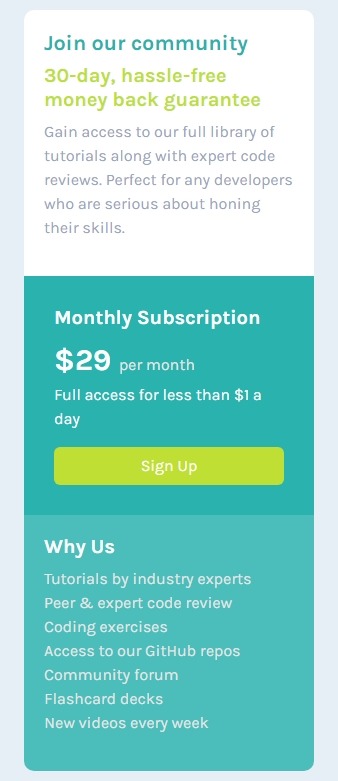 Join our community
30-day, hassle-free
money back guarantee
Gain access to our full library of
tutorials along with expert code
reviews. Perfect for any developers
who are serious about honing
their skills.
Monthly Subscription
$29 per month
Full access for less than $1 a
day
Sign Up
Why Us
Tutorials by industry experts
Peer & expert code review
Coding exercises
Access to our GitHub repos
Community forum
Flashcard decks
New videos every week